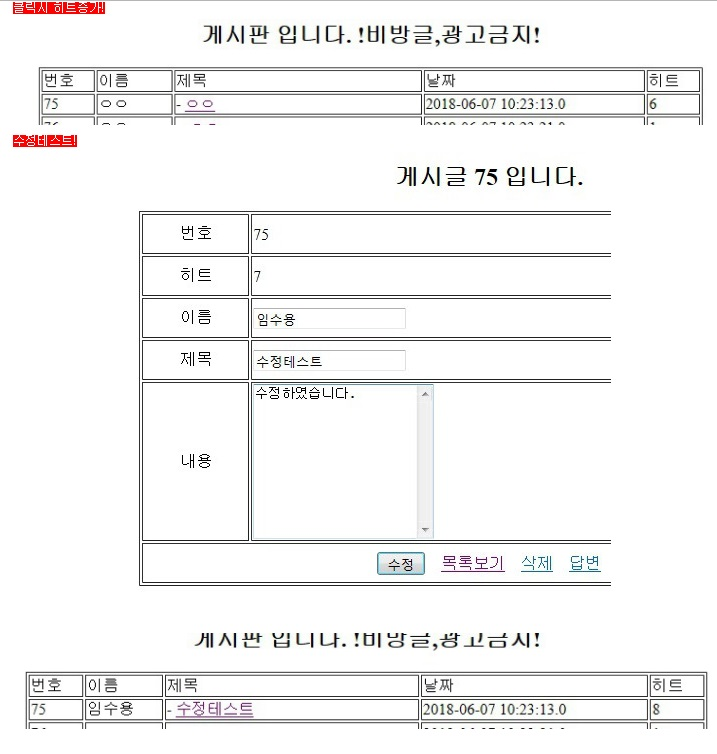 클릭시 히트증가!
게시판 입니다. !비방글,광고금지!
번호 이름 제목 날짜 히트
75 ㅇㅇ - ㅇㅇ 2018-06-07 10:23:13.0 6
수정테스트!
게시글 75 입니다.
번호 75
히트 7
이름 임수용
제목 수정테스트
수정하였습니다.
내용
수정 목록보기 삭제 답변
게시판 입니다. !비방글,광고금지!
번호 이름 제목 날짜 히트
75 임수용 - 수정테스트 2018-06-07 10:23:13.0 8